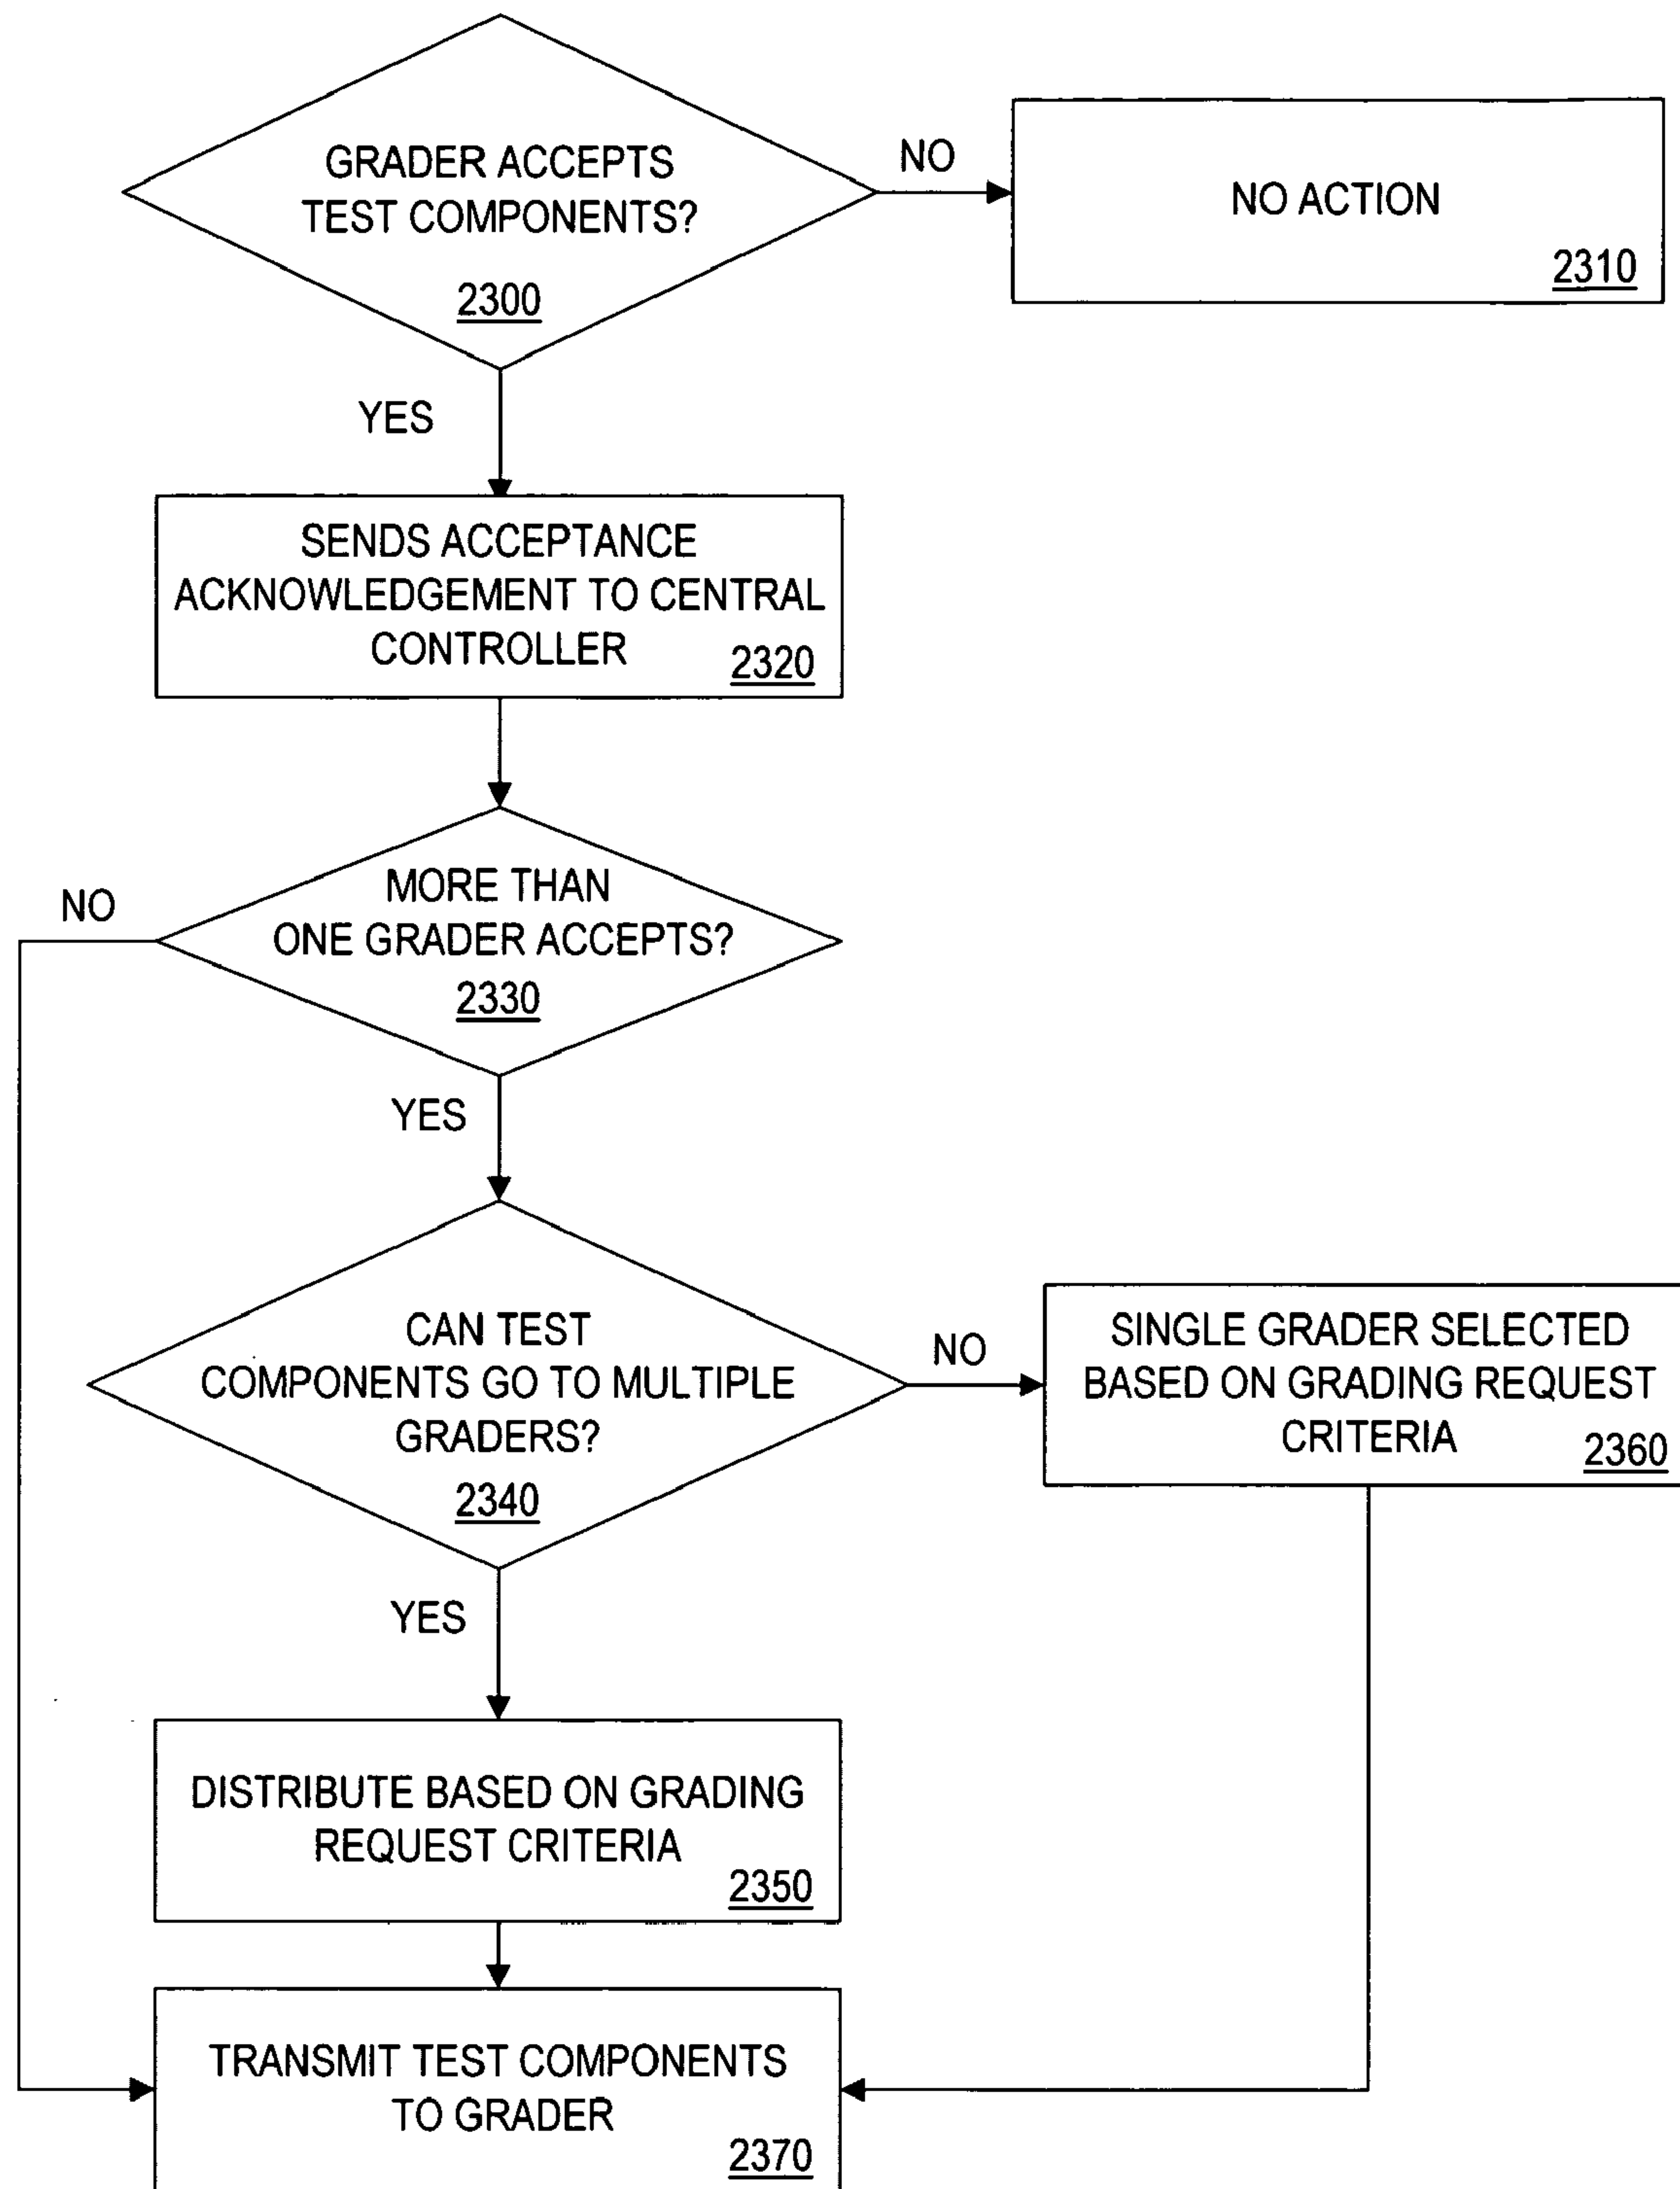 GRADER ACCEPTS
TEST COMPONENTS?
2300
NO
NO ACTION
2310
YES
SENDS ACCEPTANCE
ACKNOWLEDGEMENT TO CENTRAL
CONTROLLER
2320
MORE THAN
ONE GRADER ACCEPTS?
2330
NO
YES
CAN TEST
COMPONENTS GO TO MULTIPLE
GRADERS?
2340
NO
SINGLE GRADER SELECTED
BASED ON GRADING REQUEST
CRITERIA
2360
YES
DISTRIBUTE BASED ON GRADING
REQUEST CRITERIA
2350
TRANSMIT TEST COMPONENTS
TO GRADER
2370